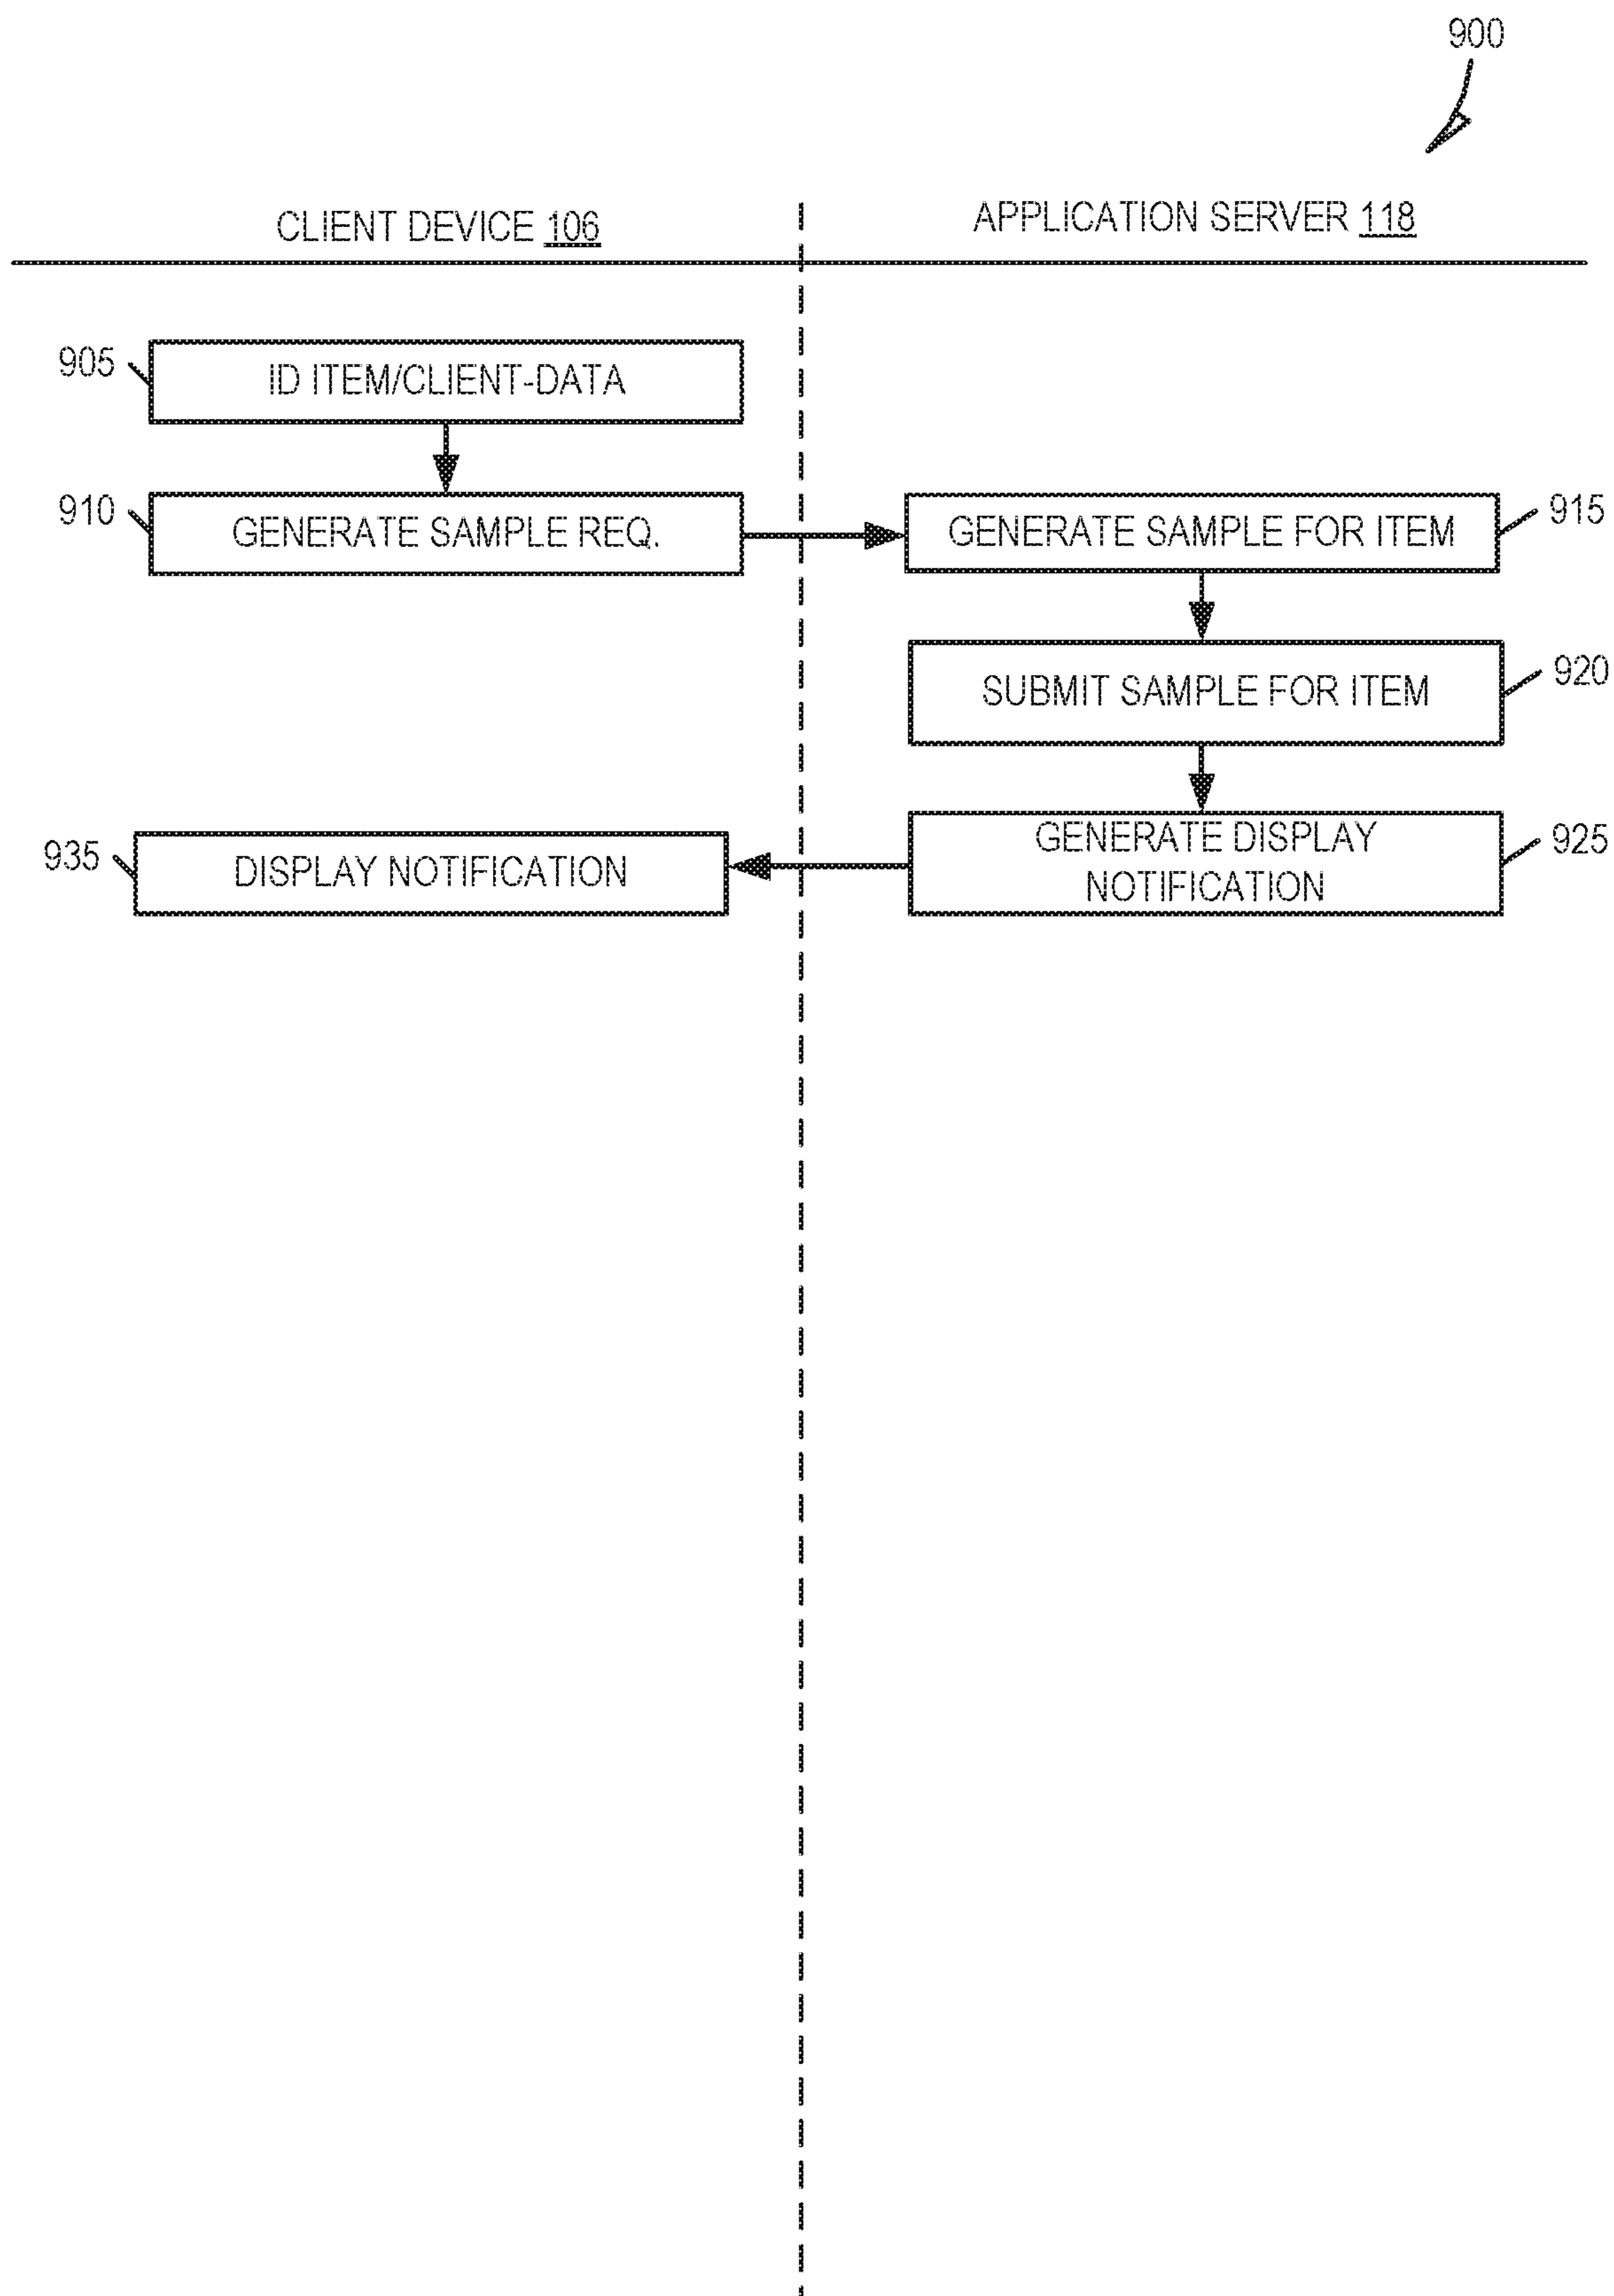 900
CLIENT DEVICE 106
APPLICATION SERVER 118
905
ID ITEM/CLIENT-DATA
910
GENERATE SAMPLE REQ.
GENERATE SAMPLE FOR ITEM
915
SUBMIT SAMPLE FOR ITEM
920
935
DISPLAY NOTIFICATION
GENERATE DISPLAY
NOTIFICATION
925